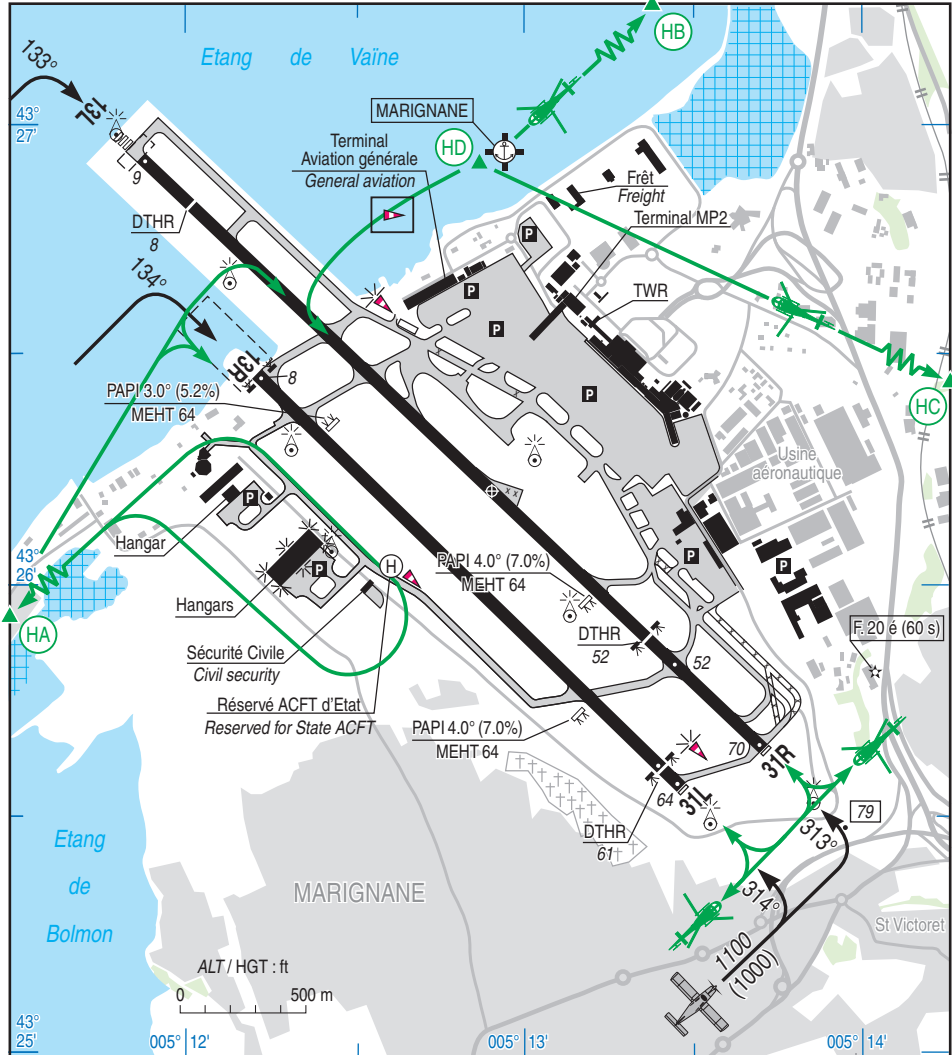 133°
13L
Etang de Vaïne
HB
MARIGNANE
43°
27'
Terminal
Aviation générale
General aviation
HD
Frêt
Freight
Terminal MP2
9
DTHR
8
P
134°
P
TWR
P
13R
8
PAPI 3.0° (5.2%)
MEHT 64
P
HC
Usine
aéronautique
x x
P
Hangar
43°
26'
PAPI 4.0° (7.0%)
MEHT 64
H
P
P
P
Hangars
HA
DTHR
52
52
F. 20 é (60 s)
Sécurité Civile
Civil security
Réservé ACFT d'Etat
Reserved for State ACFT
PAPI 4.0° (7.0%)
MEHT 64
70
31R
64
31L
DTHR
61
79
313°
314°
Etang
de
Bolmon
MARIGNANE
St Victoret
1100
(1000)
ALT / HGT : ft
0 500 m
43°
25'
005° 12'
005° 13'
005° 14'